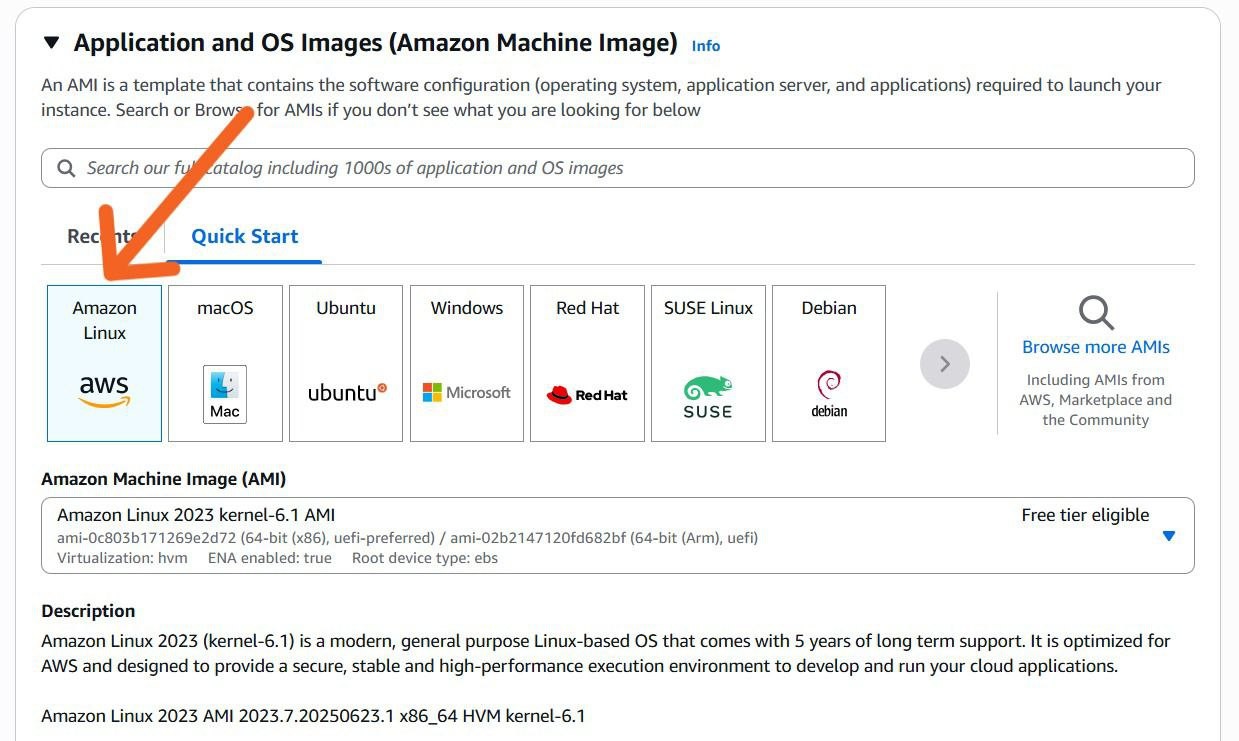 Application and OS Images (Amazon Machine Image) Info
An AMI is a template that contains the software configuration (operating system, application server, and applications) required to launch your
instance. Search or Browse for AMIs if you don’t see what you are looking for below
Search our full catalog including 1000s of application and OS images
Recents
Quick Start
Amazon
Linux
aws
macOS
Mac
Ubuntu
ubuntu
Windows
Microsoft
Red Hat
Red Hat
SUSE Linux
SUSE
Debian
debian
Browse more AMIs
Including AMIs from
AWS, Marketplace and
the Community
Amazon Machine Image (AMI)
Amazon Linux 2023 kernel-6.1 AMI
Free tier eligible
ami-0c803b171269e2d72 (64-bit (x86), uefi-preferred) / ami-02b2147120fd682bf (64-bit (Arm), uefi)
Virtualization: hvm ENA enabled: true Root device type: ebs
Description
Amazon Linux 2023 (kernel-6.1) is a modern, general purpose Linux-based OS that comes with 5 years of long term support. It is optimized for
AWS and designed to provide a secure, stable and high-performance execution environment to develop and run your cloud applications.
Amazon Linux 2023 AMI 2023.7.20250623.1 x86_64 HVM kernel-6.1